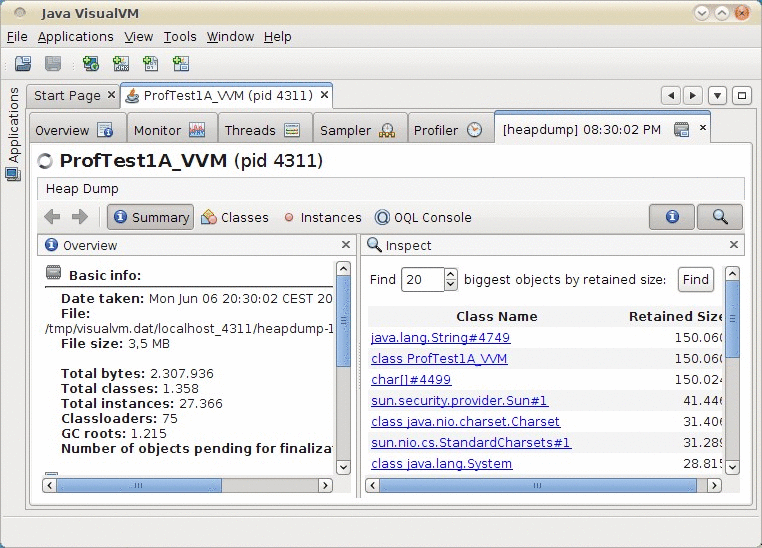 Java VisualVM
File Applications View Tools Window Help
Applications
Start Page ProfTest1A_VVM (pid 4311)
Overview Monitor Threads Sampler Profiler [heapdump] 08:30:02 PM
ProfTest1A_VVM (pid 4311)
Heap Dump
Summary Classes Instances OQL Console
Overview
Basic info:
Date taken: Mon Jun 06 20:30:02 CEST 20
File:
/tmp/visualvm.dat/localhost_4311/heapdump-1
File size: 3,5 MB
Total bytes: 2.307.936
Total classes: 1.358
Total instances: 27.366
Classloaders: 75
GC roots: 1.215
Number of objects pending for finaliza
Inspect
Find 20 biggest objects by retained size: Find
Class Name Retained Size
java.lang.String#4749 150.060
class ProfTest1A_VVM 150.060
char[]#4499 150.024
sun.security.provider.Sun#1 41.446
class java.nio.charset.Charset 31.406
sun.nio.cs.StandardCharsets#1 31.289
class java.lang.System 28.815